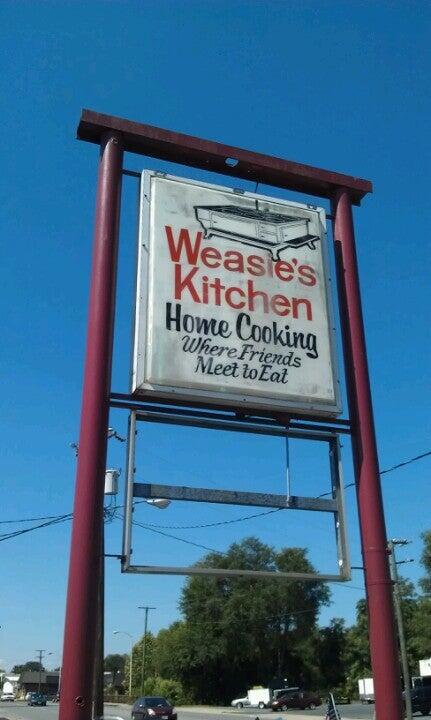 Weasie's
Kitchen
Home Cooking
Where Friends
Meet to Eat